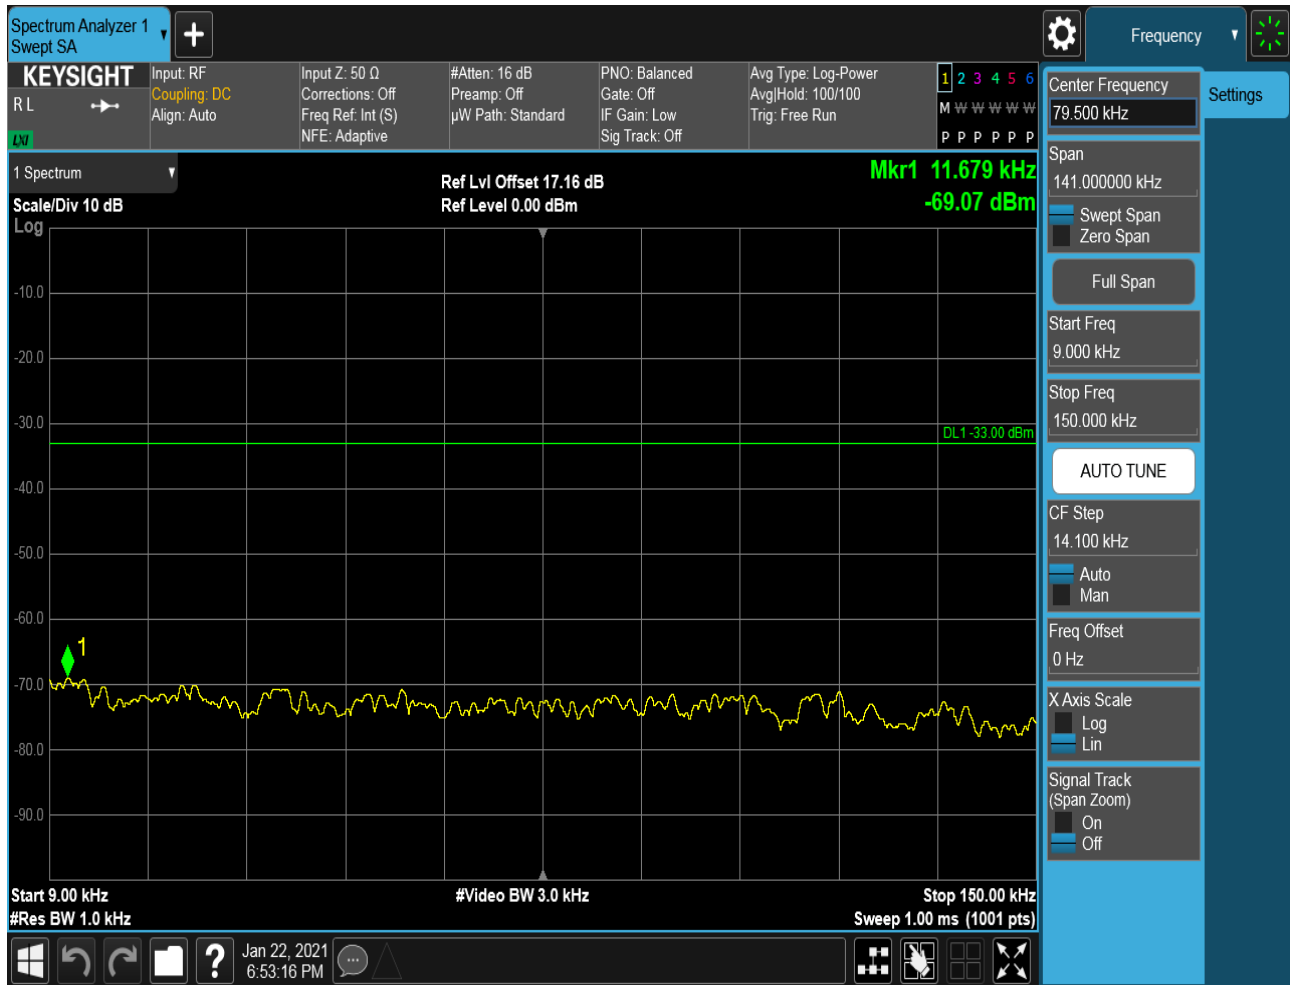 Spectrum Analyzer 1
Swept SA
Frequency
KEYSIGHT
R L
LXI
Input: RF
Coupling: DC
Align: Auto
Input Z: 50 Ω
Corrections: Off
Freq Ref: Int (S)
NFE: Adaptive
#Atten: 16 dB
Preamp: Off
µW Path: Standard
PNO: Balanced
Gate: Off
IF Gain: Low
Sig Track: Off
Avg Type: Log-Power
Avg|Hold: 100/100
Trig: Free Run
1 2 3 4 5 6
M W W W W W
P P P P P P
1 Spectrum
Scale/Div 10 dB
Log
Ref Lvl Offset 17.16 dB
Ref Level 0.00 dBm
Mkr1 11.679 kHz
-69.07 dBm
-10.0
-20.0
-30.0
DL1 -33.00 dBm
-40.0
-50.0
-60.0
1
-70.0
-80.0
-90.0
Start 9.00 kHz
#Video BW 3.0 kHz
Stop 150.00 kHz
#Res BW 1.0 kHz
Sweep 1.00 ms (1001 pts)
?
Jan 22, 2021
6:53:16 PM
Center Frequency
79.500 kHz
Settings
Span
141.000000 kHz
Swept Span
Zero Span
Full Span
Start Freq
9.000 kHz
Stop Freq
150.000 kHz
AUTO TUNE
CF Step
14.100 kHz
Auto
Man
Freq Offset
0 Hz
X Axis Scale
Log
Lin
Signal Track
(Span Zoom)
On
Off